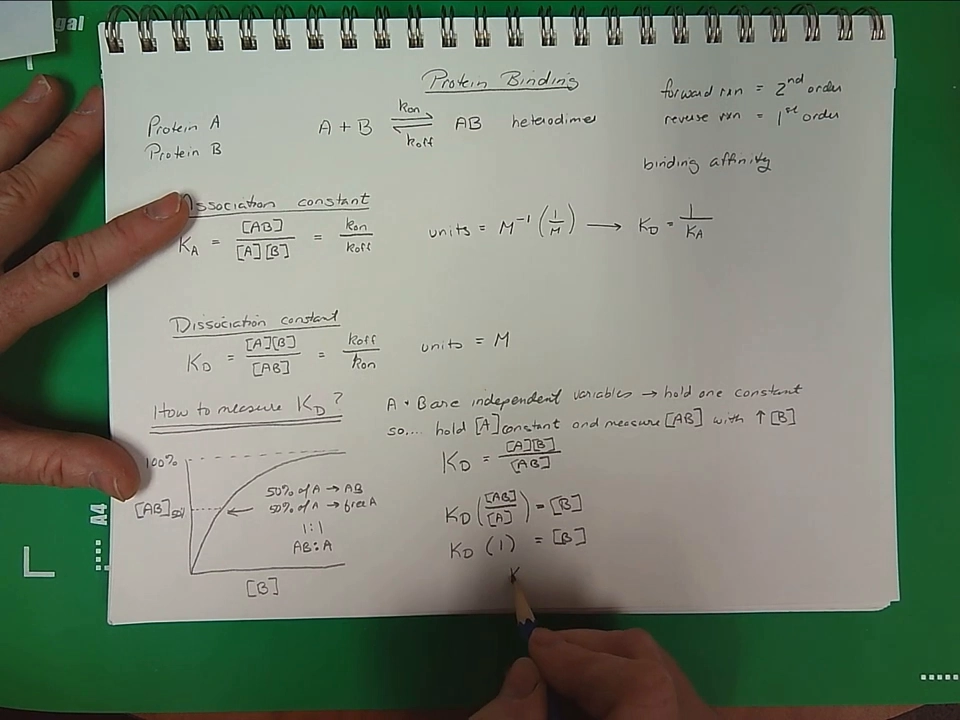 gal
Protein Binding
Protein A
Protein B
A + B ⇌ AB heterodimer
kon
koff
forward rxn = 2nd order
reverse rxn = 1st order
binding affinity
ssociation constant
KA = [AB] / [A][B] = kon / koff
units = M⁻¹ (1/M) → KD = 1/KA
Dissociation constant
KD = [A][B] / [AB] = koff / kon
units = M
How to measure KD?
A + B are independent variables → hold one constant
so,... hold [A] constant and measure [AB] with ↑ [B]
KD = [A][B] / [AB]
KD ([AB]/[A]) = [B]
KD (1) = [B]
K
100%
[AB]50%
50% of A → AB
50% of A → free A
1:1
AB:A
[B]
A4